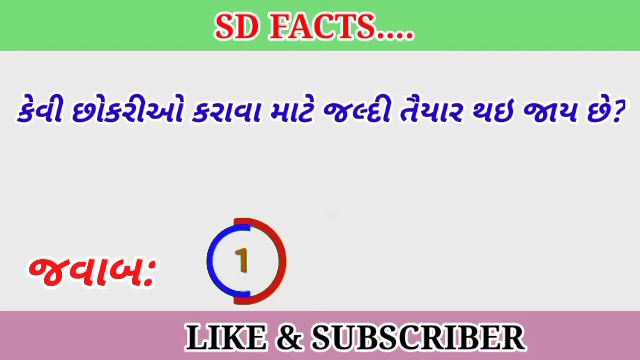 SD FACTS....
કેવી છોકરીઓ કરાવા માટે જલ્દી તૈયાર થઇ જાય છે?
જવાબ:
1
LIKE & SUBSCRIBER